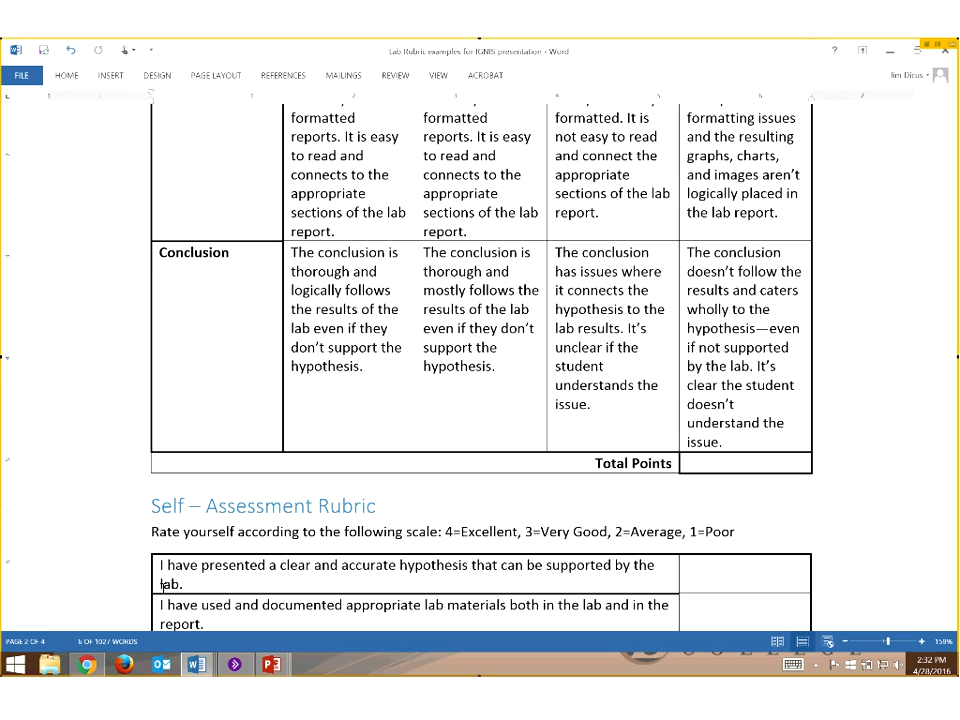 Lab Rubric examples for IGNIS presentation - Word
FILE HOME INSERT DESIGN PAGE LAYOUT REFERENCES MAILINGS REVIEW VIEW ACROBAT
Jim Dicus
formatted
reports. It is easy
to read and
connects to the
appropriate
sections of the lab
report.
formatted
reports. It is easy
to read and
connects to the
appropriate
sections of the lab
report.
formatted. It is
not easy to read
and connect the
appropriate
sections of the lab
report.
formatting issues
and the resulting
graphs, charts,
and images aren't
logically placed in
the lab report.
Conclusion
The conclusion is
thorough and
logically follows
the results of the
lab even if they
don't support the
hypothesis.
The conclusion is
thorough and
mostly follows the
results of the lab
even if they don't
support the
hypothesis.
The conclusion
has issues where
it connects the
hypothesis to the
lab results. It's
unclear if the
student
understands the
issue.
The conclusion
doesn't follow the
results and caters
wholly to the
hypothesis—even
if not supported
by the lab. It's
clear the student
doesn't
understand the
issue.
Total Points
Self – Assessment Rubric
Rate yourself according to the following scale: 4=Excellent, 3=Very Good, 2=Average, 1=Poor
I have presented a clear and accurate hypothesis that can be supported by the
lab.
I have used and documented appropriate lab materials both in the lab and in the
report.
PAGE 2 OF 4 6 OF 1027 WORDS
159%
2:32 PM
4/28/2016